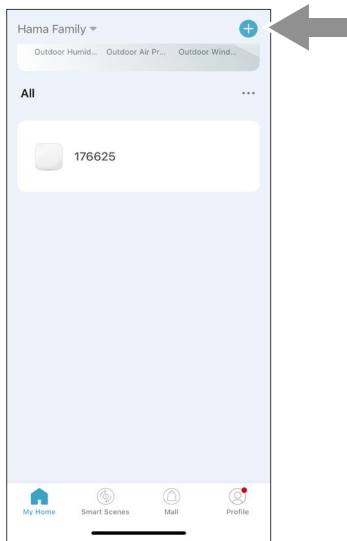 Hama Family
Outdoor Humid... Outdoor Air Pr... Outdoor Wind...
All
176625
My Home Smart Scenes Mall Profile